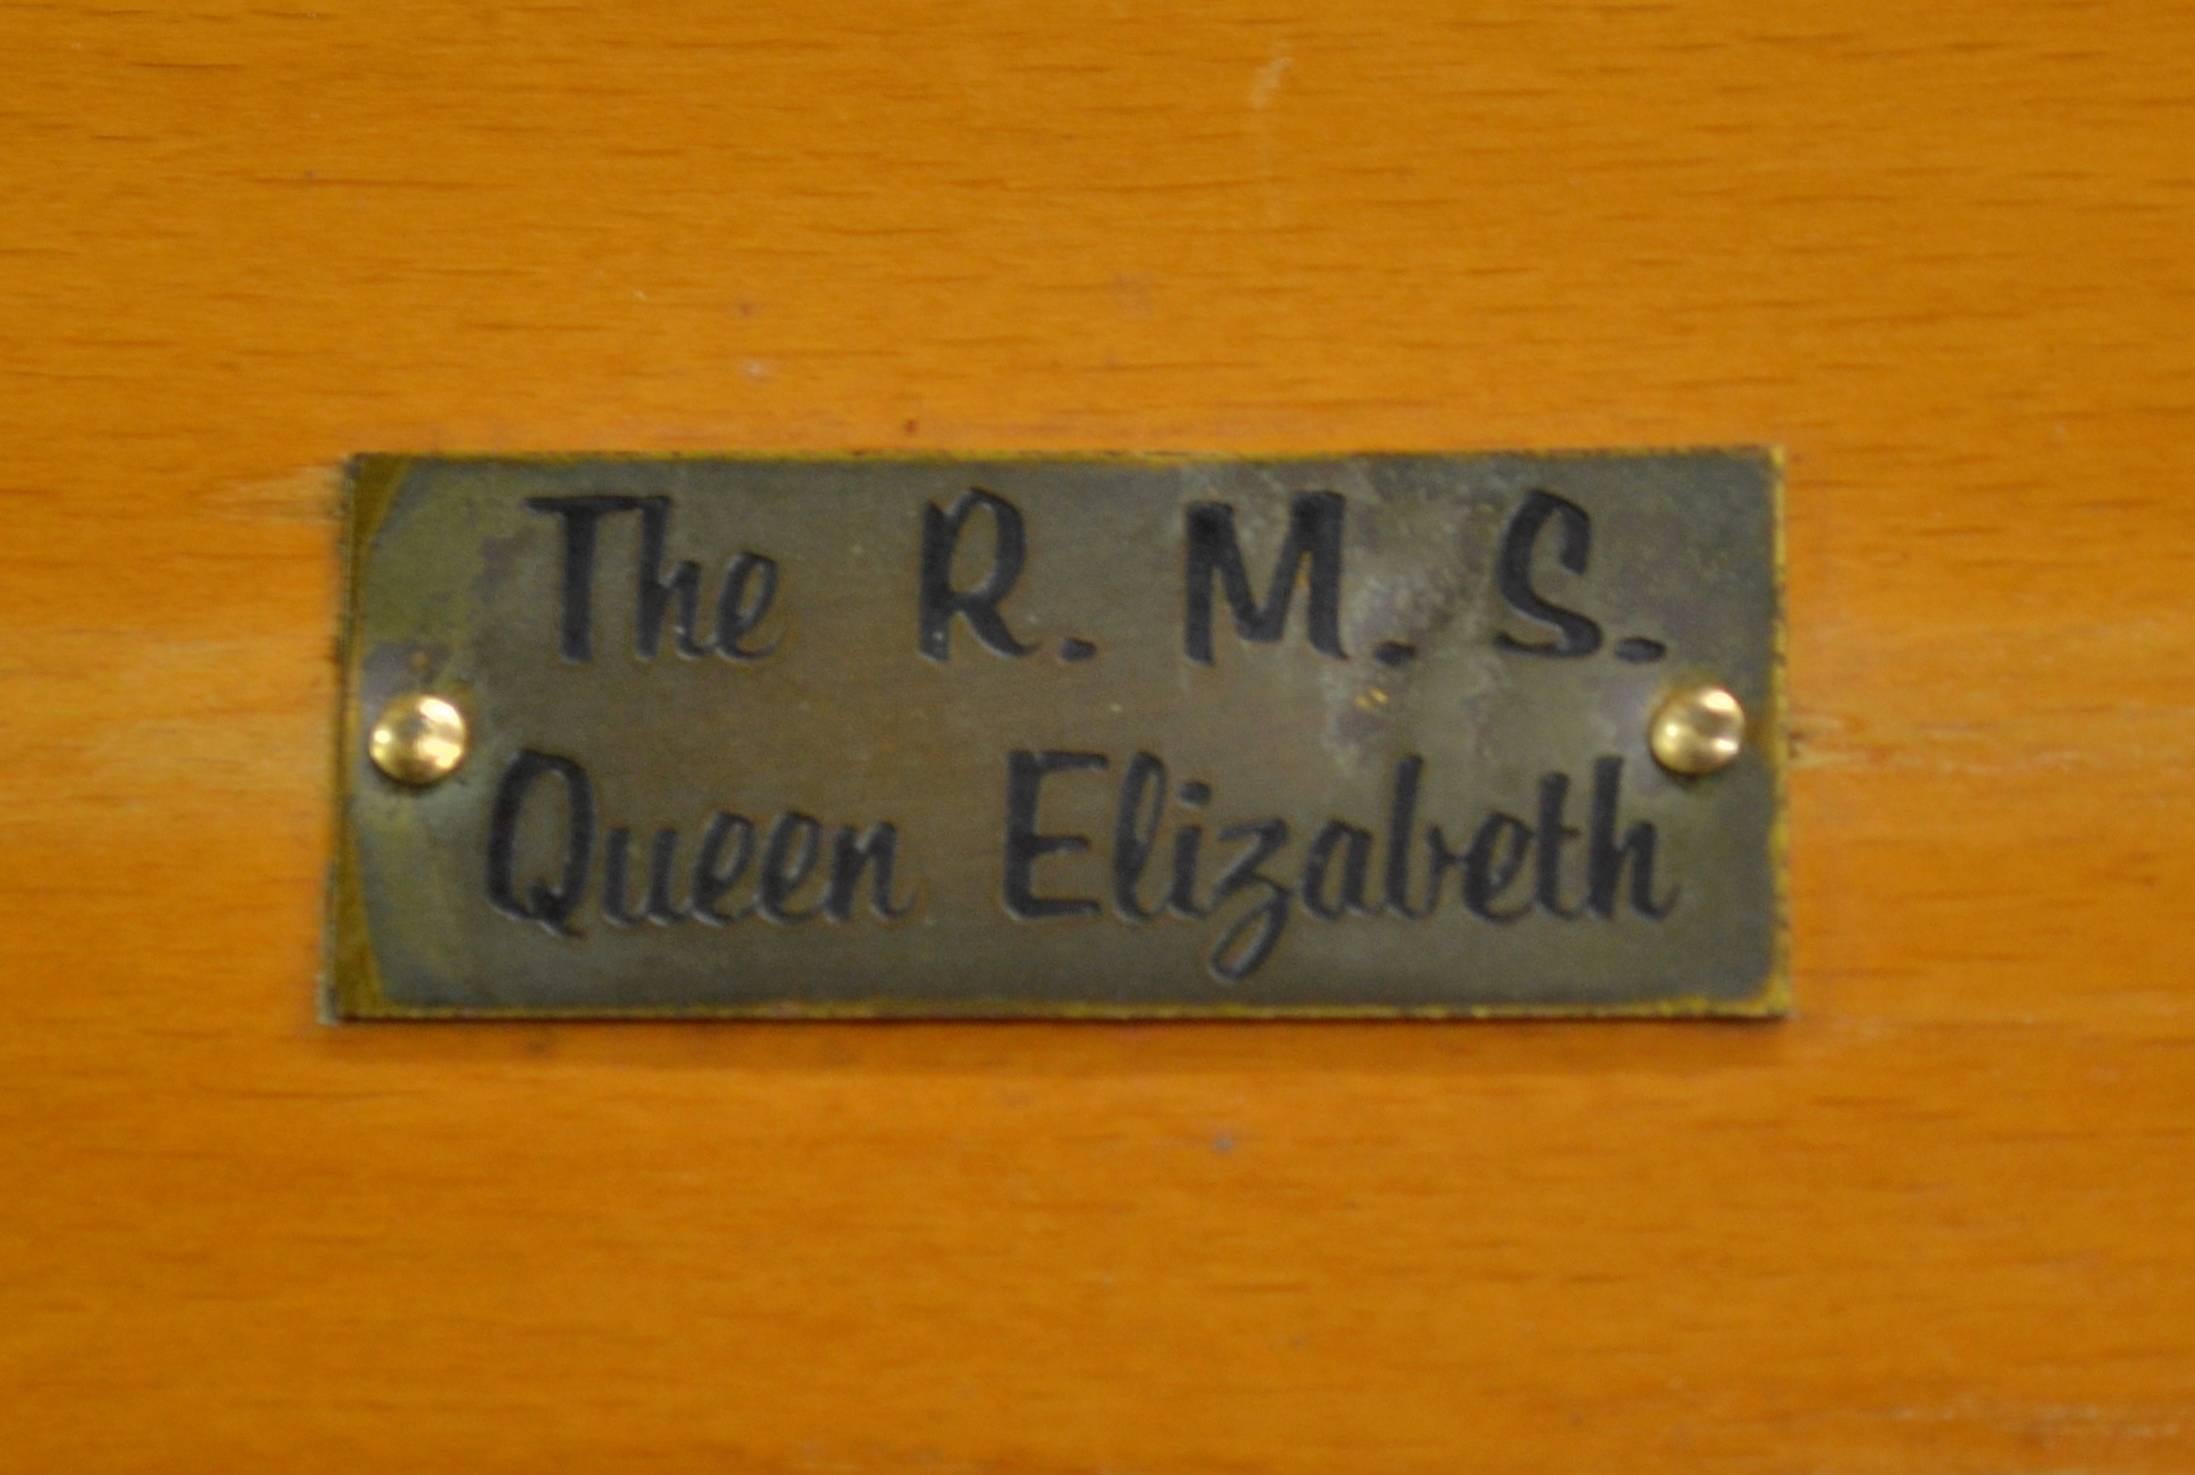 The R. M. S.
Queen Elizabeth